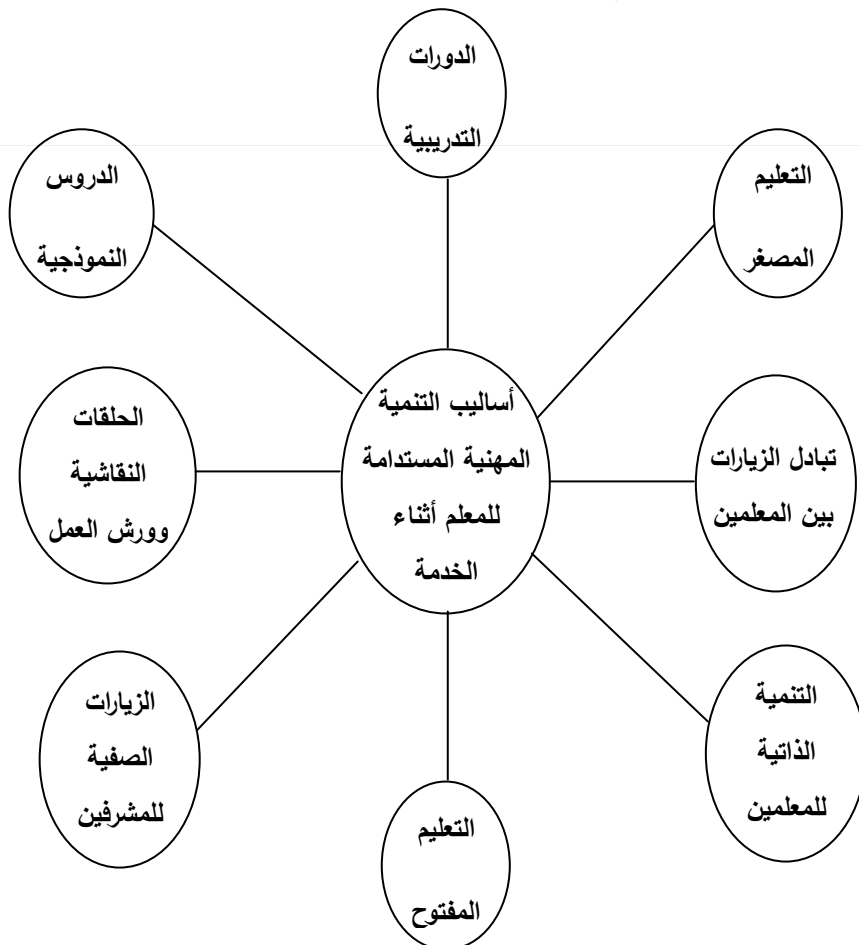 الدورات
التدريبية
التعليم
المصغر
الدروس
النموذجية
أساليب التنمية
المهنية المستدامة
للمعلم أثناء
الخدمة
تبادل الزيارات
بين المعلمين
الحلقات
النقاشية
وورش العمل
التنمية
الذاتية
للمعلمين
الزيارات
الصفية
للمشرفين
التعليم
المفتوح